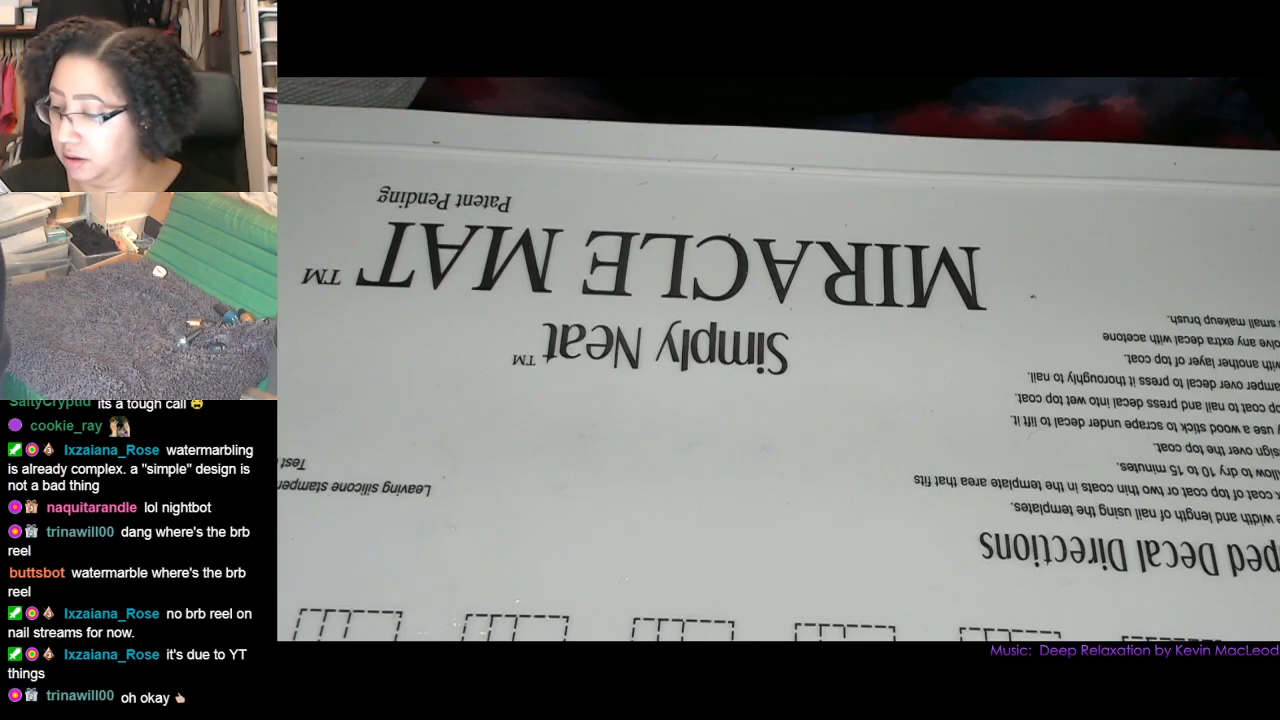 SaltyCryptid its a tough call
cookie_ray
Ixzaiana_Rose watermarbling
is already complex. a "simple" design is
not a bad thing
naquitarandle lol nightbot
trinawill00 dang where's the brb
reel
buttsbot watermarble where's the brb
reel
Ixzaiana_Rose no brb reel on
nail streams for now.
Ixzaiana_Rose it's due to YT
things
trinawill00 oh okay
Patent Pending
MIRACLE MAT™
Simply Neat™
Leaving silicone stamper
Test
ped Decal Directions
width and length of nail using the templates.
coat of top coat or two thin coats in the template area that fits
llow to dry 10 to 15 minutes.
sign over the top coat.
use a wood stick to scrape under decal to lift it.
op coat to nail and press decal into wet top coat.
amper over decal to press it thoroughly to nail.
with another layer of top coat.
olve any extra decal with acetone
small makeup brush.
Music: Deep Relaxation by Kevin MacLeod